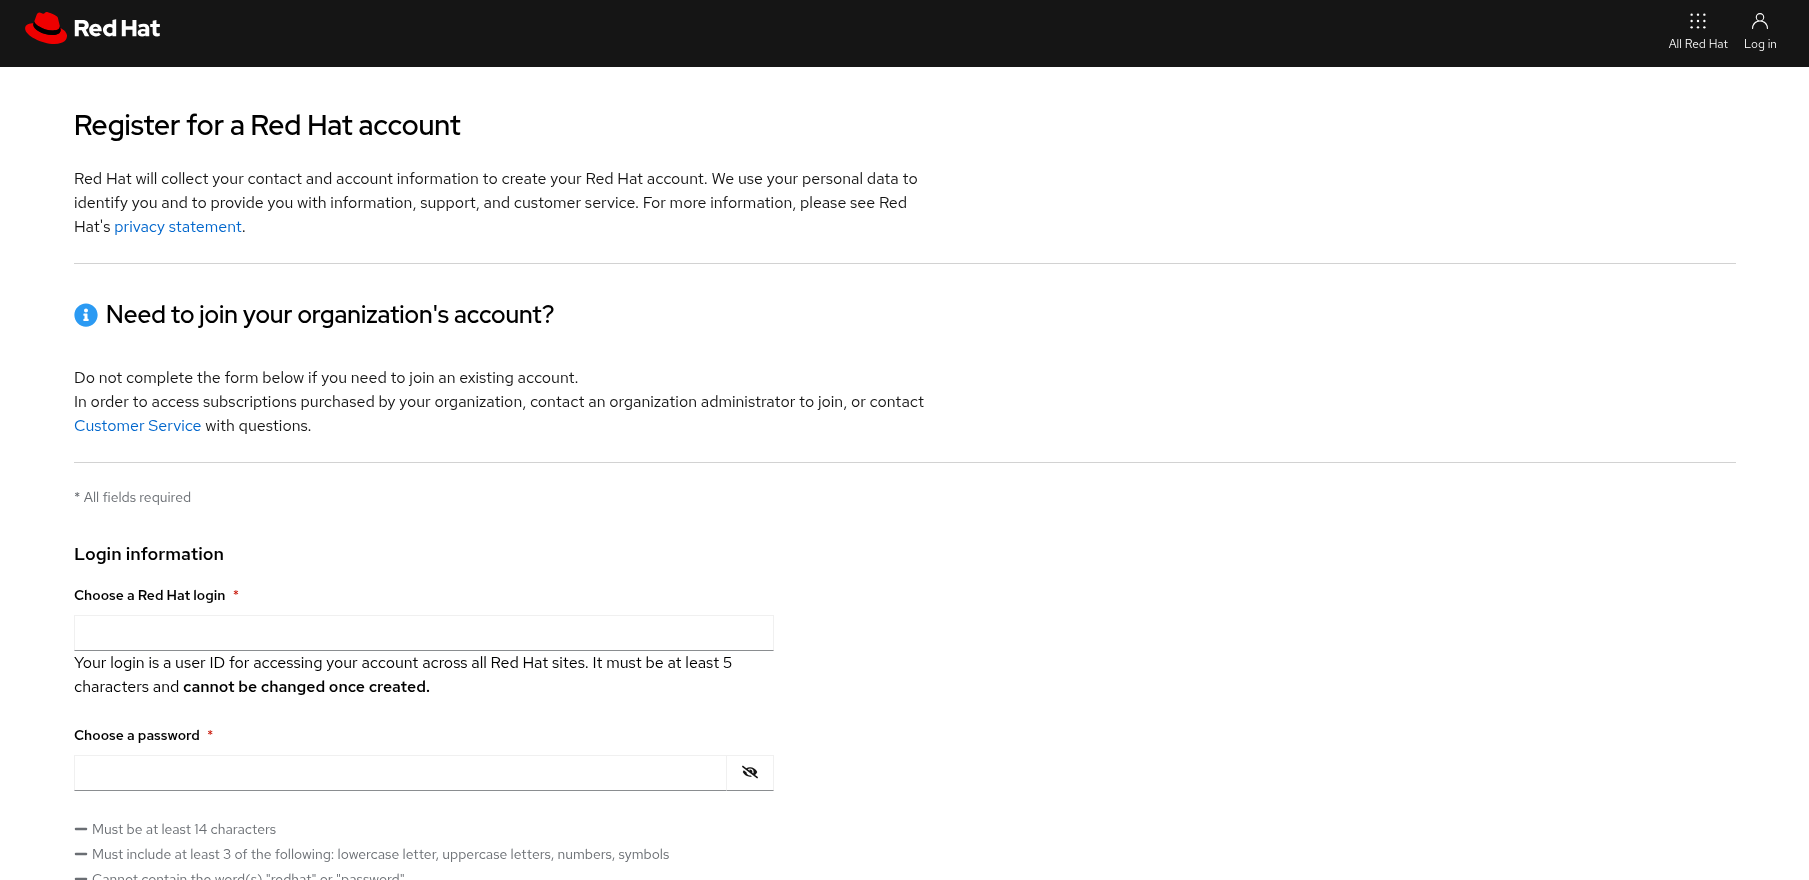 Red Hat
All Red Hat
Log in
Register for a Red Hat account
Red Hat will collect your contact and account information to create your Red Hat account. We use your personal data to
identify you and to provide you with information, support, and customer service. For more information, please see Red
Hat's privacy statement.
Need to join your organization's account?
Do not complete the form below if you need to join an existing account.
In order to access subscriptions purchased by your organization, contact an organization administrator to join, or contact
Customer Service with questions.
* All fields required
Login information
Choose a Red Hat login *
Your login is a user ID for accessing your account across all Red Hat sites. It must be at least 5
characters and cannot be changed once created.
Choose a password *
Must be at least 14 characters
Must include at least 3 of the following: lowercase letter, uppercase letters, numbers, symbols
Cannot contain the word(s) "redhat" or "password"